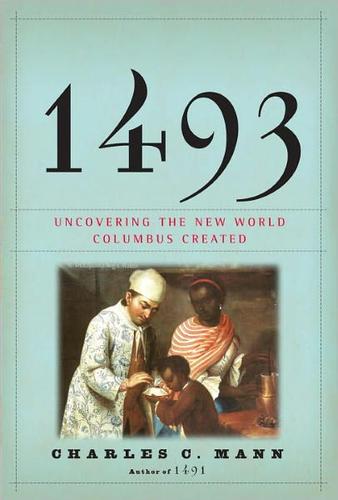 1493
UNCOVERING THE NEW WORLD
COLUMBUS CREATED
CHARLES C. MANN
Author of 1491